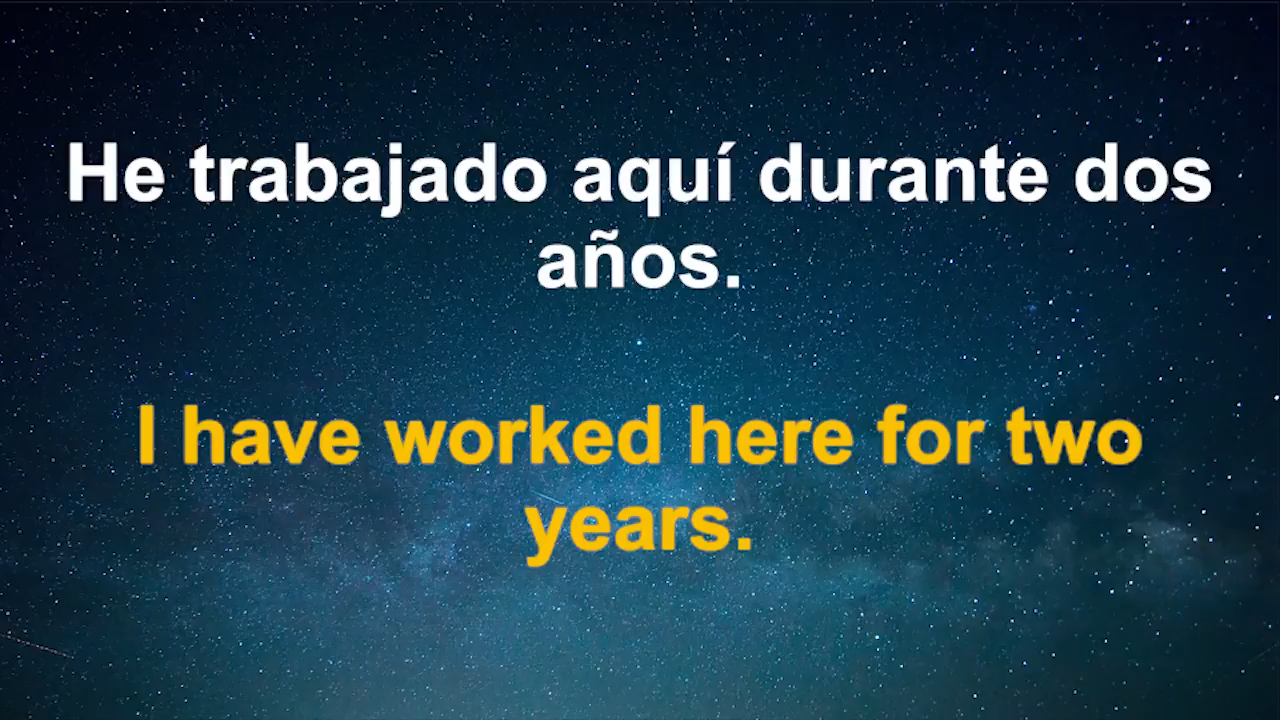 He trabajado aquí durante dos
años.
I have worked here for two
years.